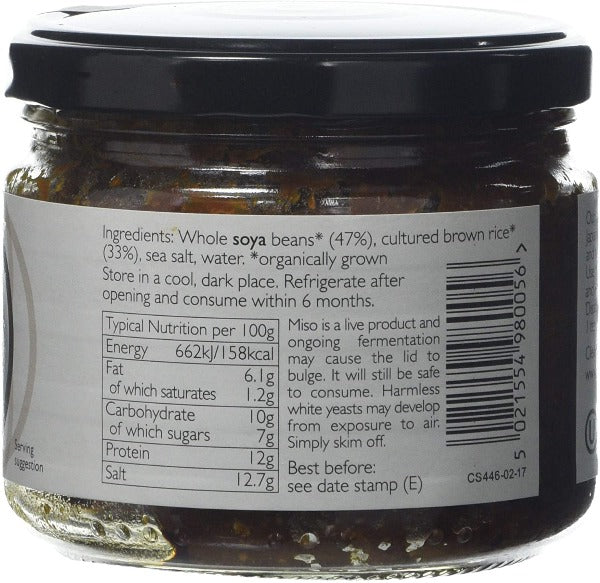 Ingredients: Whole soya beans* (47%), cultured brown rice*
(33%), sea salt, water. *organically grown
Store in a cool, dark place. Refrigerate after
opening and consume within 6 months.
Typical Nutrition per 100g
Energy 662kJ/158kcal
Fat 6.1g
of which saturates 1.2g
Carbohydrate 10g
of which sugars 7g
Protein 12g
Salt 12.7g
Miso is a live product and
ongoing fermentation
may cause the lid to
bulge. It will still be safe
to consume. Harmless
white yeasts may develop
from exposure to air.
Simply skim off.
Best before:
see date stamp (E)
5 021554 980056 >
CS446-02-17
Serving
suggestion